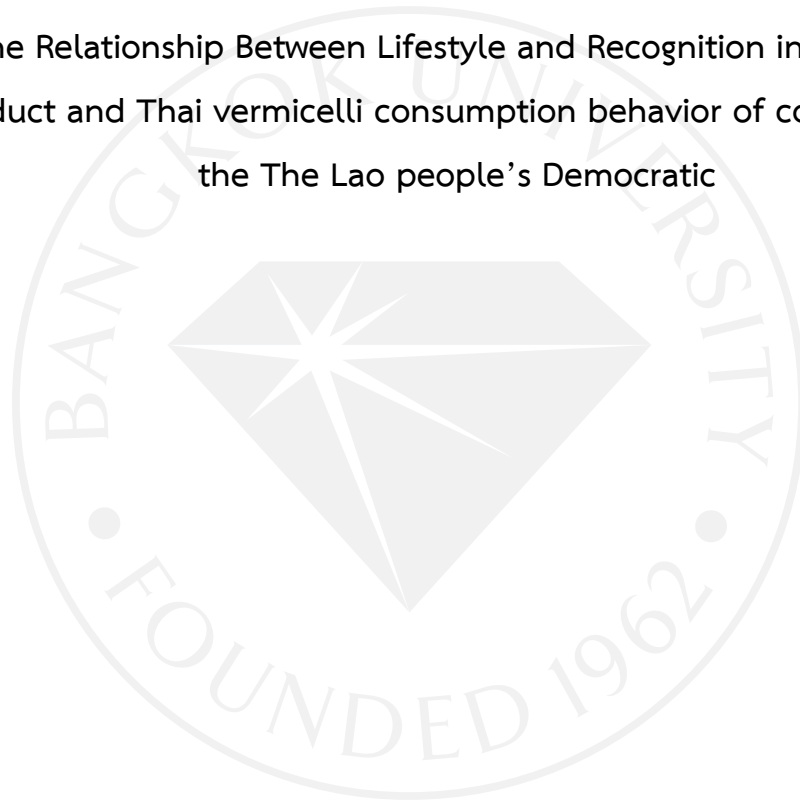 he Relationship Between Lifestyle and Recognition in
duct and Thai vermicelli consumption behavior of co
the The Lao people’s Democratic
BANGKOK UNIVERSITY
FOUNDED 1962